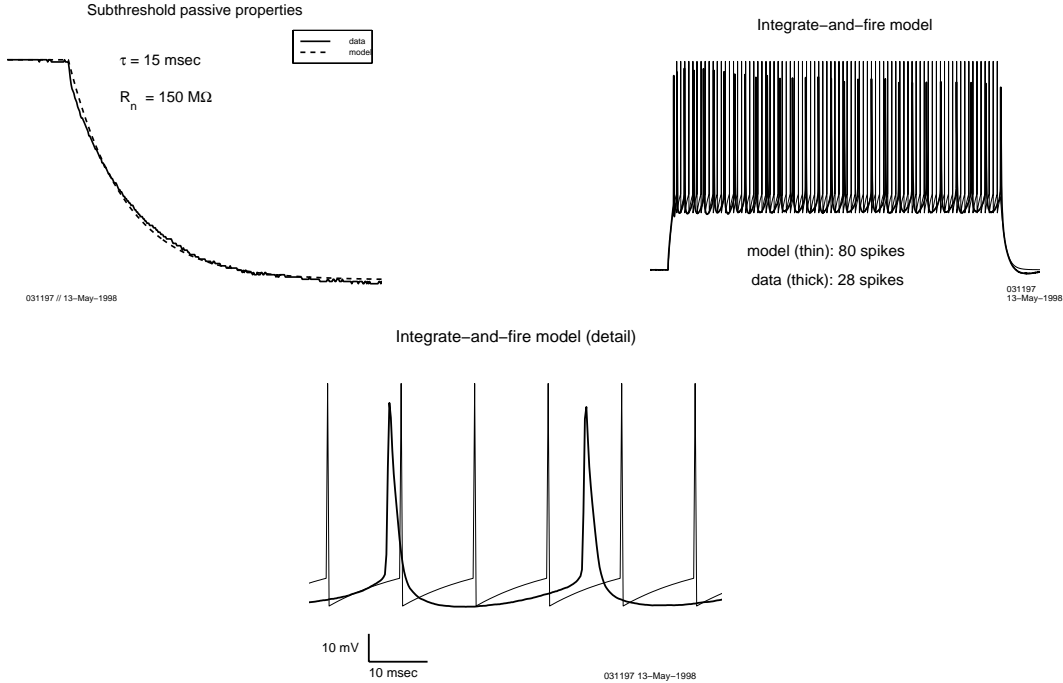 Subthreshold passive properties
data
model
τ = 15 msec
Rn = 150 MΩ
031197 // 13−May−1998
Integrate−and−fire model
model (thin): 80 spikes
data (thick): 28 spikes
031197
13−May−1998
Integrate−and−fire model (detail)
10 mV
10 msec
031197 13−May−1998